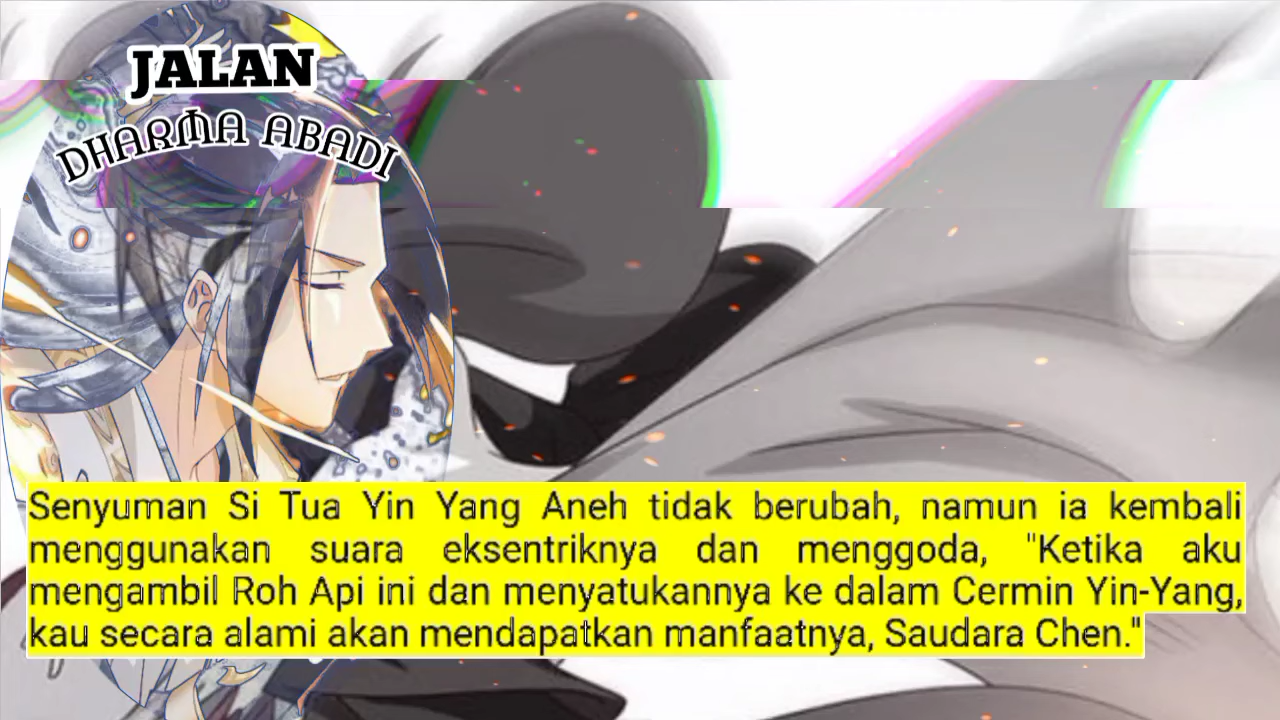 JALAN
DHARMA ABADI
Senyuman Si Tua Yin Yang Aneh tidak berubah, namun ia kembali
menggunakan suara eksentriknya dan menggoda, "Ketika aku
mengambil Roh Api ini dan menyatukannya ke dalam Cermin Yin-Yang,
kau secara alami akan mendapatkan manfaatnya, Saudara Chen."